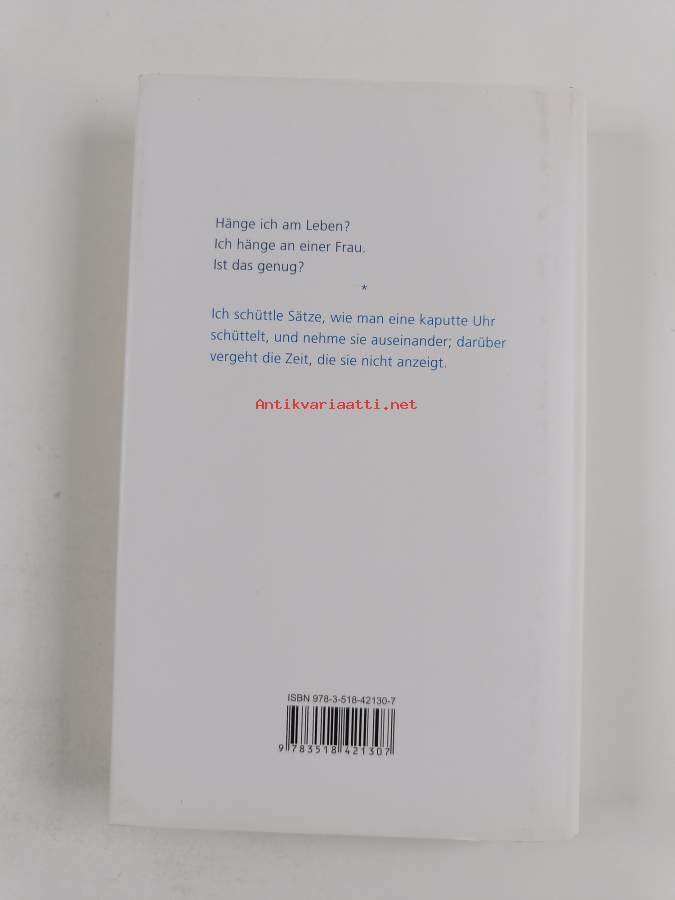 Hänge ich am Leben?
Ich hänge an einer Frau.
Ist das genug?
*
Ich schüttle Sätze, wie man eine kaputte Uhr
schüttelt, und nehme sie auseinander; darüber
vergeht die Zeit, die sie nicht anzeigt.
Antikvariaatti.net
ISBN 978-3-518-42130-7
9 783518 421307